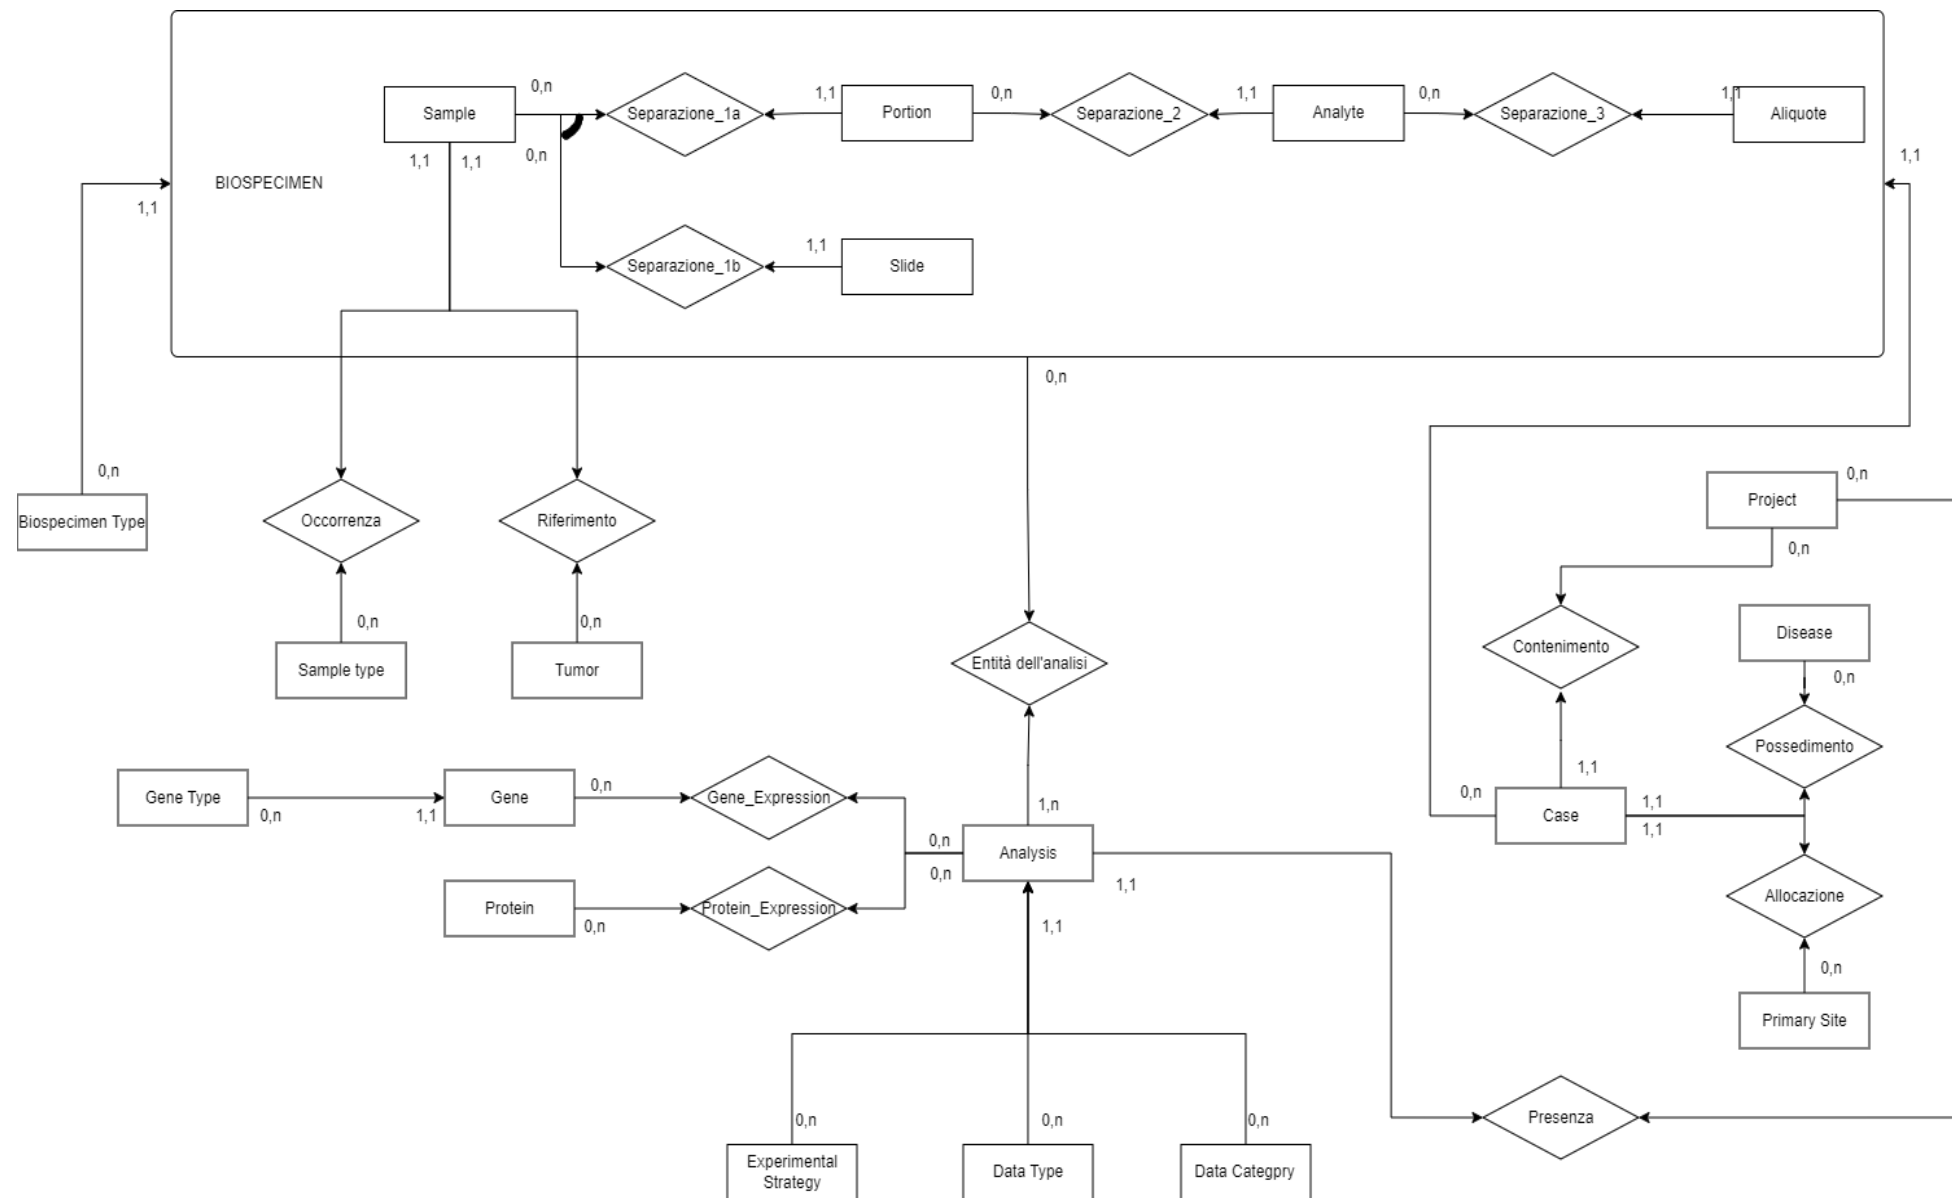 0,n
Sample
Separazione_1a
1,1
Portion
0,n
Separazione_2
1,1
Analyte
0,n
Separazione_3
1,1
Aliquote
1,1
1,1
0,n
1,1
BIOSPECIMEN
1,1
Separazione_1b
1,1
Slide
0,n
0,n
Biospecimen Type
Occorrenza
Riferimento
0,n
Project
0,n
0,n
Sample type
0,n
Tumor
Entità dell'analisi
Contenimento
Disease
0,n
Possedimento
1,1
Gene Type
0,n
1,1
Gene
0,n
Gene_Expression
1,n
0,n
Case
1,1
1,1
0,n
0,n
Analysis
1,1
Protein
0,n
Protein_Expression
1,1
Allocazione
0,n
Primary Site
0,n
0,n
0,n
Presenza
Experimental
Strategy
Data Type
Data Categpry